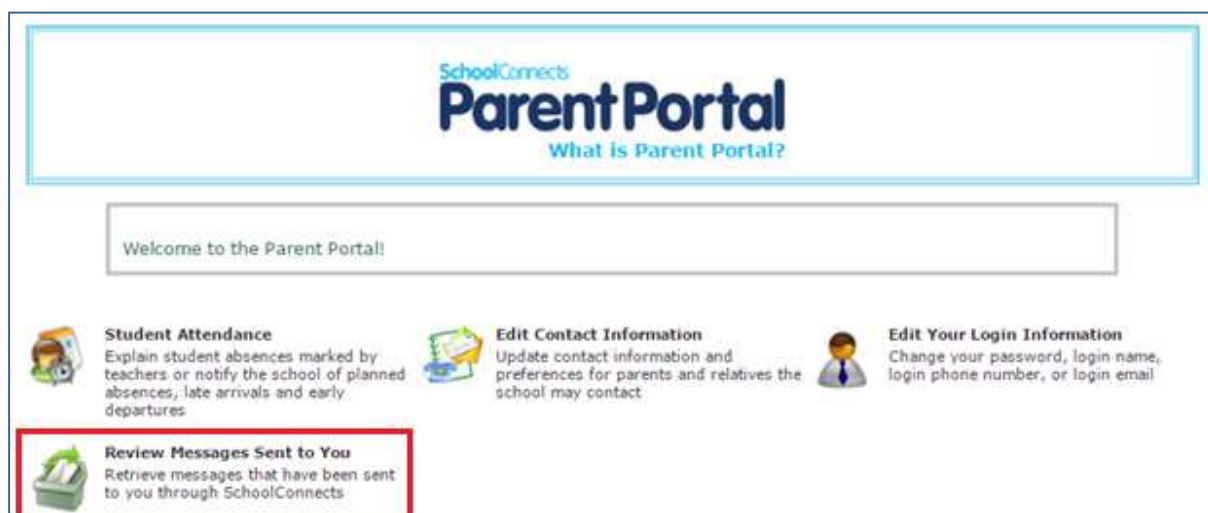 SchoolConnects
Parent Portal
What is Parent Portal?
Welcome to the Parent Portal!
Student Attendance
Explain student absences marked by
teachers or notify the school of planned
absences, late arrivals and early
departures
Edit Contact Information
Update contact information and
preferences for parents and relatives the
school may contact
Edit Your Login Information
Change your password, login name,
login phone number, or login email
Review Messages Sent to You
Retrieve messages that have been sent
to you through SchoolConnects